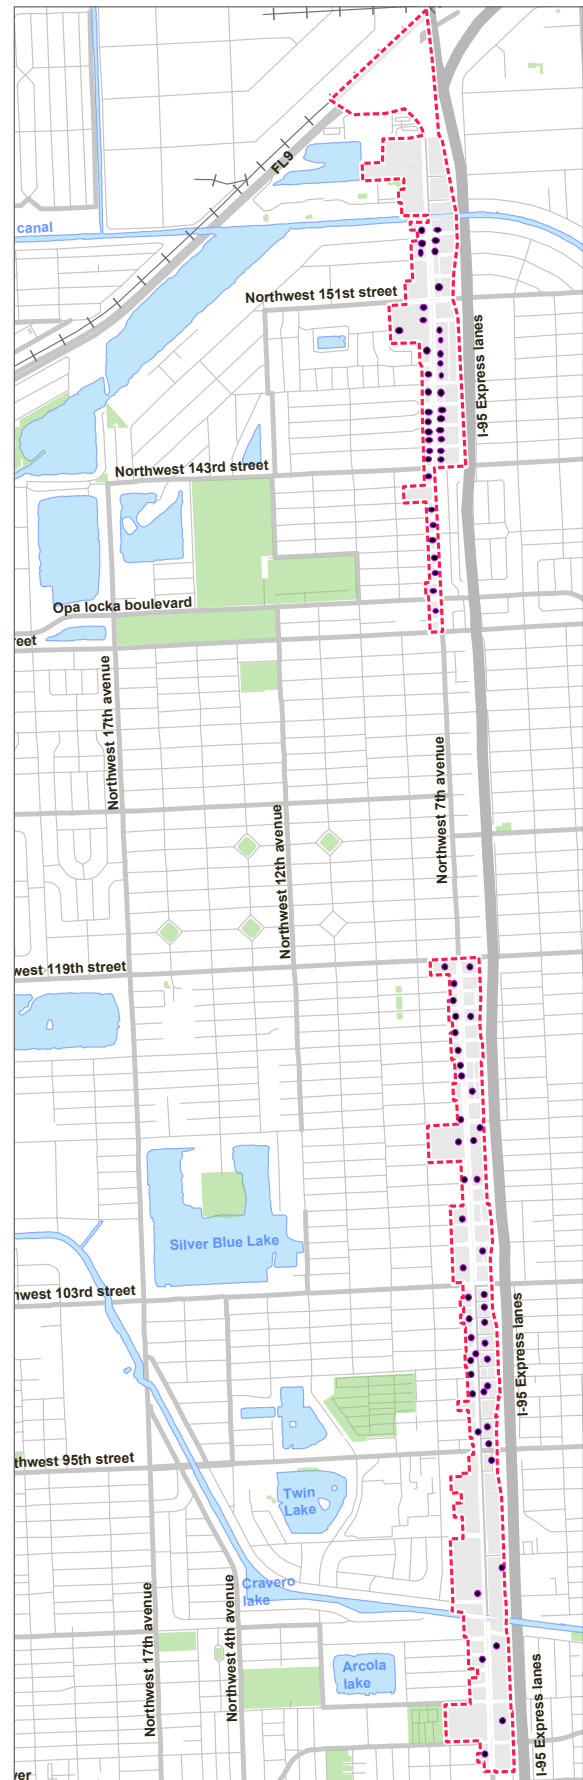 FL9
canal
Northwest 151st street
I-95 Express lanes
Northwest 143rd street
Opa locka boulevard
reet
Northwest 17th avenue
Northwest 7th avenue
Northwest 12th avenue
west 119th street
Silver Blue Lake
nwest 103rd street
I-95 Express lanes
thwest 95th street
Twin
Lake
Cravero
lake
Northwest 17th avenue
Northwest 4th avenue
Arcola
lake
I-95 Express lanes
ver